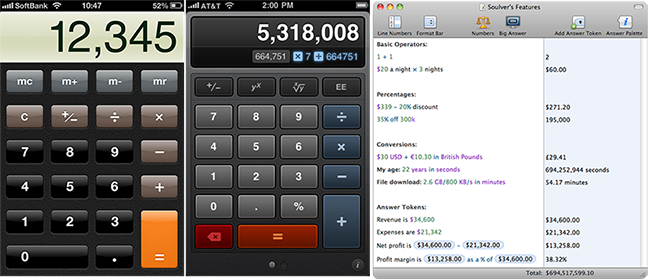 SoftBank 10:47 52%
12,345
mc m+ m- mr
C +/− ÷ ×
7 8 9 −
4 5 6 +
1 2 3 =
0 .
AT&T 2:00 PM
5,318,008
664,751 × 7 + 664751
+/− yˣ ˣ√y EE
7 8 9 ÷
4 5 6 ×
1 2 3 −
0 . % +
=
i
Soulver's Features
Line Numbers Format Bar Numbers Big Answer Add Answer Token Answer Palette
Basic Operators:
1 + 1 2
$20 a night × 3 nights $60.00
Percentages:
$339 − 20% discount $271.20
35% off 300k 195,000
Conversions:
$30 USD + €10.30 in British Pounds £29.41
My age: 22 years in seconds 694,252,944 seconds
File download: 2.6 GB/800 KB/s in minutes 54.17 minutes
Answer Tokens:
Revenue is $34,600 $34,600.00
Expenses are $21,342 $21,342.00
Net profit is $34,600.00 − $21,342.00 $13,258.00
Profit margin is $13,258.00 as a % of $34,600.00 38.32%
Total: $694,517,599.10